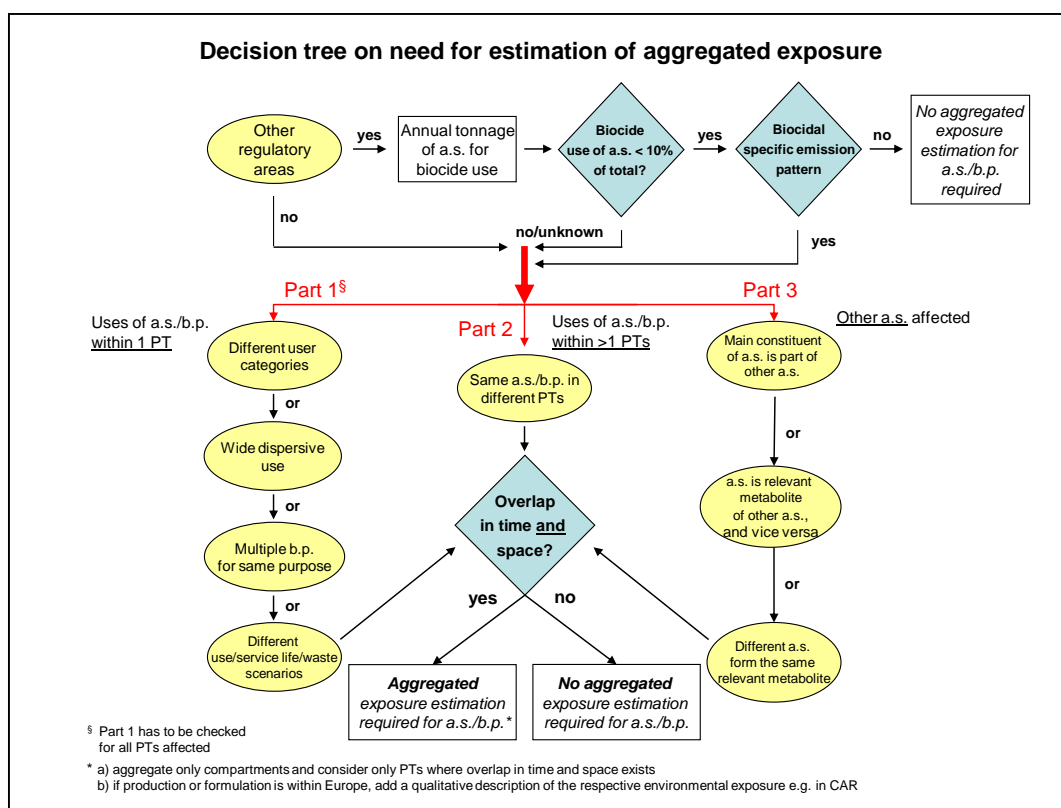 Decision tree on need for estimation of aggregated exposure
Other
regulatory
areas
yes
Annual tonnage
of a.s. for
biocide use
Biocide
use of a.s. < 10%
of total?
yes
Biocidal
specific emission
pattern
no
No aggregated
exposure
estimation for
a.s./b.p.
required
no
no/unknown
yes
Part 1§
Part 2
Part 3
Uses of a.s./b.p.
within 1 PT
Uses of a.s./b.p.
within >1 PTs
Other a.s. affected
Different user
categories
or
Wide dispersive
use
or
Multiple b.p.
for same purpose
or
Different
use/service life/waste
scenarios
Same a.s./b.p. in
different PTs
Overlap
in time and
space?
yes
no
Main constituent
of a.s. is part of
other a.s.
or
a.s. is relevant
metabolite
of other a.s.,
and vice versa
or
Different a.s.
form the same
relevant metabolite
Aggregated
exposure estimation
required for a.s./b.p.*
No aggregated
exposure estimation
required for a.s./b.p.
§ Part 1 has to be checked
for all PTs affected
* a) aggregate only compartments and consider only PTs where overlap in time and space exists
b) if production or formulation is within Europe, add a qualitative description of the respective environmental exposure e.g. in CAR